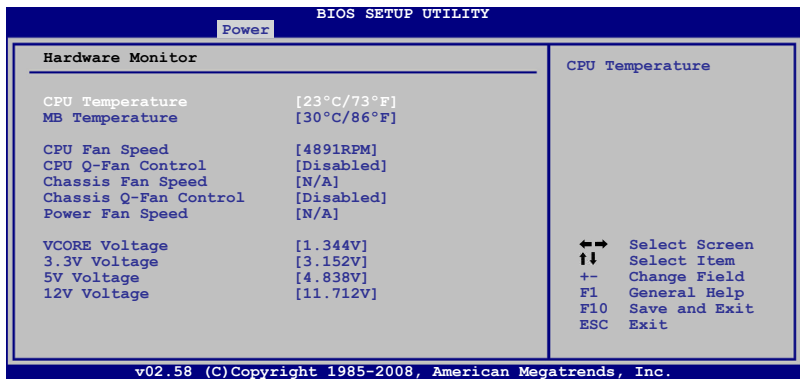 BIOS SETUP UTILITY
Power
Hardware Monitor
CPU Temperature [23°C/73°F]
MB Temperature [30°C/86°F]
CPU Fan Speed [4891RPM]
CPU Q-Fan Control [Disabled]
Chassis Fan Speed [N/A]
Chassis Q-Fan Control [Disabled]
Power Fan Speed [N/A]
VCORE Voltage [1.344V]
3.3V Voltage [3.152V]
5V Voltage [4.838V]
12V Voltage [11.712V]
CPU Temperature
←→ Select Screen
↑↓ Select Item
+- Change Field
F1 General Help
F10 Save and Exit
ESC Exit
v02.58 (C)Copyright 1985-2008, American Megatrends, Inc.